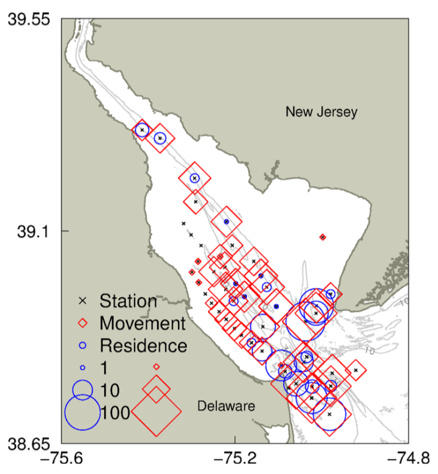 39.55
New Jersey
39.1
Station
Movement
Residence
1
10
10
100
Delaware
38.65
−75.6
−75.2
−74.8